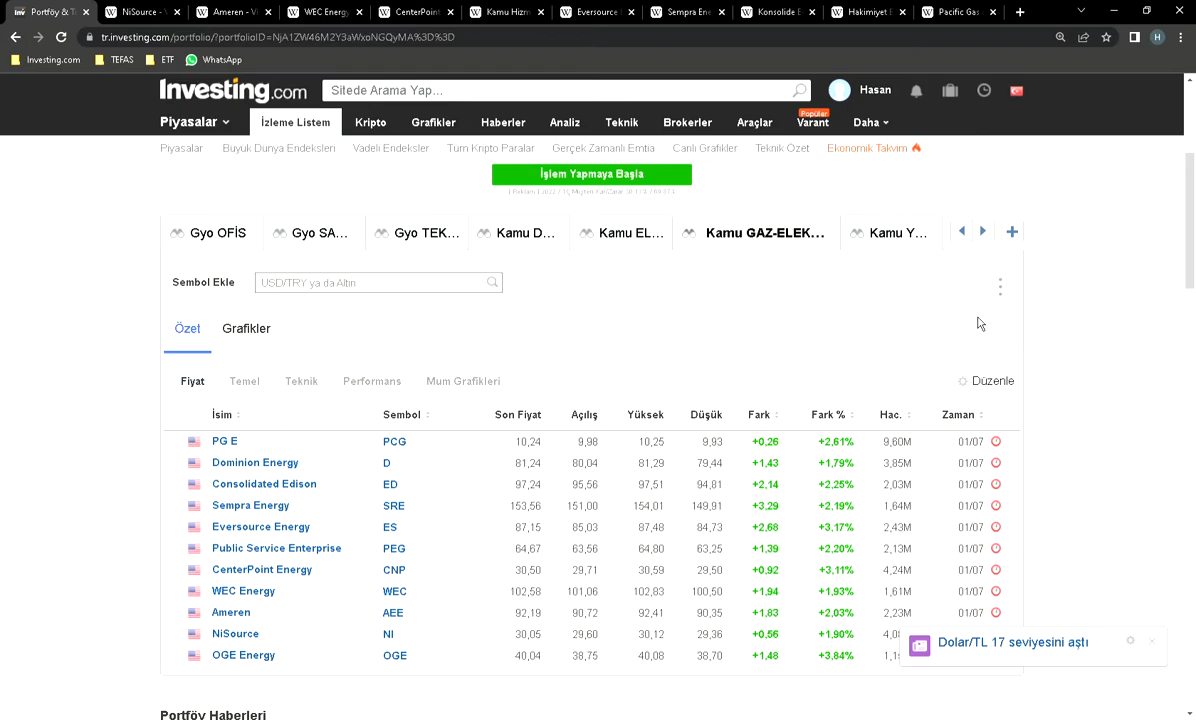 Portföy & T
NiSource - V
Ameren - Vi
WEC Energy
CenterPoint
Kamu Hizm
Eversource
Sempra Ene
Konsolide E
Hakimiyet E
Pacific Gas
tr.investing.com/portfolio/?portfolioID=NjA1ZW46M2Y3aWxoNGQyMA%3D%3D
H
Investing.com TEFAS ETF WhatsApp
Investing.com Sitede Arama Yap... Hasan
Piyasalar İzleme Listem Kripto Grafikler Haberler Analiz Teknik Brokerler Araçlar Popüler Varant Daha
Piyasalar Büyük Dünya Endeksleri Vadeli Endeksler Tüm Kripto Paralar Gerçek Zamanlı Emtia Canlı Grafikler Teknik Özet Ekonomik Takvim
İşlem Yapmaya Başla
Gyo OFİS Gyo SA... Gyo TEK... Kamu D... Kamu EL... Kamu GAZ-ELEK... Kamu Y... +
Sembol Ekle USD/TRY ya da Altın
Özet Grafikler
Fiyat Temel Teknik Performans Mum Grafikleri Düzenle
İsim Sembol Son Fiyat Açılış Yüksek Düşük Fark Fark % Hac. Zaman
PG E PCG 10,24 9,98 10,25 9,93 +0,26 +2,61% 9,60M 01/07
Dominion Energy D 81,24 80,04 81,29 79,44 +1,43 +1,79% 3,85M 01/07
Consolidated Edison ED 97,24 95,56 97,51 94,81 +2,14 +2,25% 2,03M 01/07
Sempra Energy SRE 153,56 151,00 154,01 149,91 +3,29 +2,19% 1,64M 01/07
Eversource Energy ES 87,15 85,03 87,48 84,73 +2,68 +3,17% 2,43M 01/07
Public Service Enterprise PEG 64,67 63,56 64,80 63,25 +1,39 +2,20% 2,13M 01/07
CenterPoint Energy CNP 30,50 29,71 30,59 29,50 +0,92 +3,11% 4,24M 01/07
WEC Energy WEC 102,58 101,06 102,83 100,50 +1,94 +1,93% 1,61M 01/07
Ameren AEE 92,19 90,72 92,41 90,35 +1,83 +2,03% 2,23M 01/07
NiSource NI 30,05 29,60 30,12 29,36 +0,56 +1,90%
OGE Energy OGE 40,04 38,75 40,08 38,70 +1,48 +3,84%
Dolar/TL 17 seviyesini aştı
Portföy Haberleri